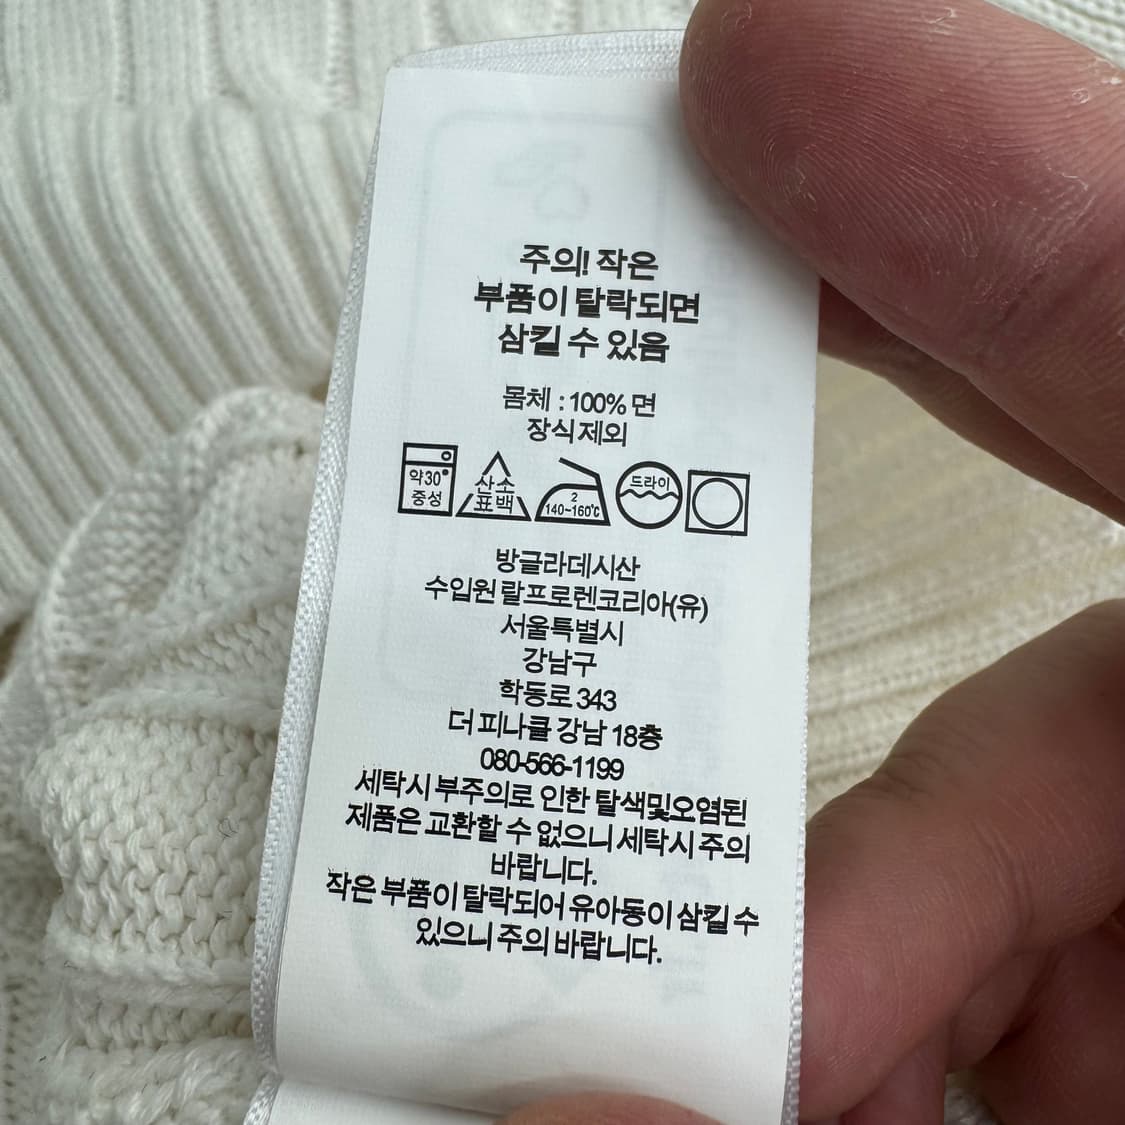 주의! 작은
부품이 탈락되면
삼킬 수 있음
몸체 : 100% 면
장식 제외
약30°
중성
산소
표백
2
140~160℃
드라이
방글라데시산
수입원 랄프로렌코리아(유)
서울특별시
강남구
학동로 343
더 피나클 강남 18층
080-566-1199
세탁시 부주의로 인한 탈색및오염된
제품은 교환할 수 없으니 세탁시 주의
바랍니다.
작은 부품이 탈락되어 유아동이 삼킬 수
있으니 주의 바랍니다.